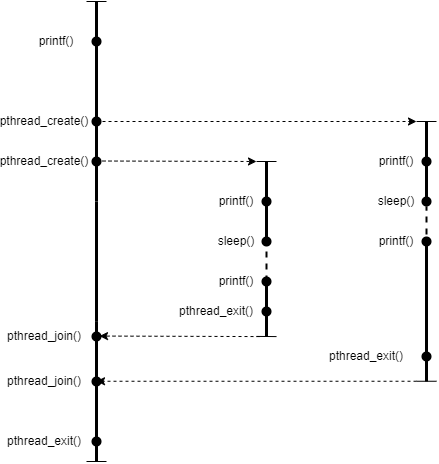 printf()
pthread_create()
pthread_create()
printf()
printf()
sleep()
sleep()
printf()
printf()
pthread_exit()
pthread_join()
pthread_exit()
pthread_join()
pthread_exit()